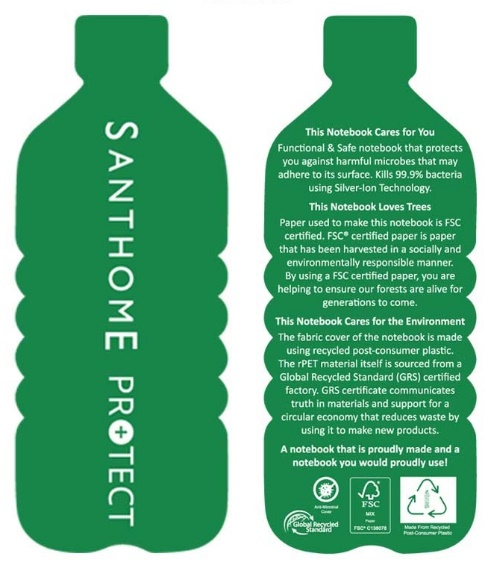 SANTHOME PROTECT
This Notebook Cares for You
Functional & Safe notebook that protects
you against harmful microbes that may
adhere to its surface. Kills 99.9% bacteria
using Silver-Ion Technology.
This Notebook Loves Trees
Paper used to make this notebook is FSC
certified. FSC® certified paper is paper
that has been harvested in a socially and
environmentally responsible manner.
By using a FSC certified paper, you are
helping to ensure our forests are alive for
generations to come.
This Notebook Cares for the Environment
The fabric cover of the notebook is made
using recycled post-consumer plastic.
The rPET material itself is sourced from a
Global Recycled Standard (GRS) certified
factory. GRS certificate communicates
truth in materials and support for a
circular economy that reduces waste by
using it to make new products.
A notebook that is proudly made and a
notebook you would proudly use!
Anti-Microbial
Cover
Global Recycled
Standard
FSC
MIX
Paper
FSC® C138078
Made From Recycled
Post-Consumer Plastic